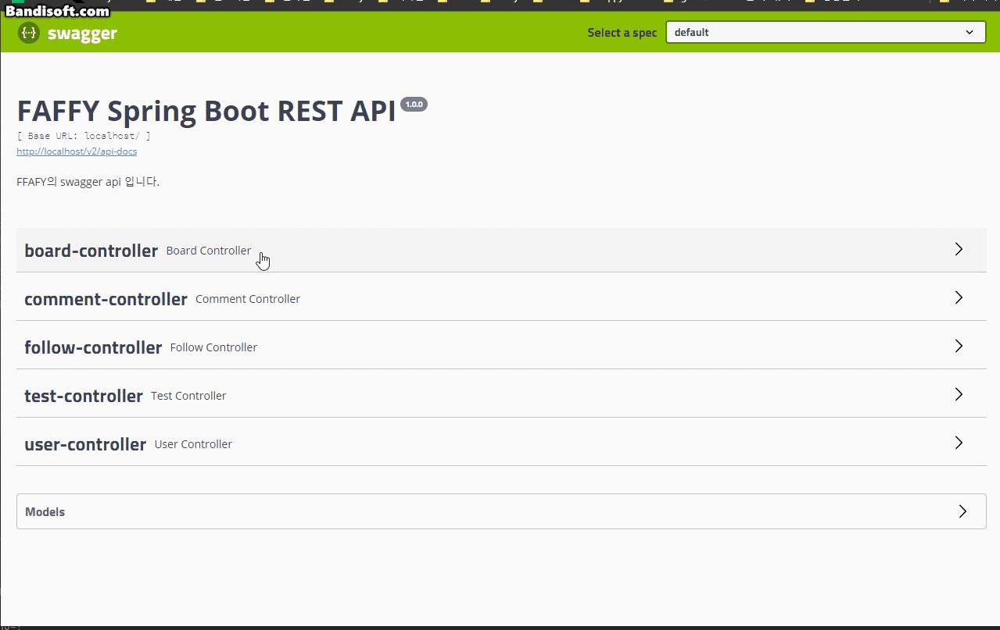 Bandisoft.com
swagger
Select a spec
default
FAFFY Spring Boot REST API 1.0.0
[ Base URL: localhost/ ]
http://localhost/v2/api-docs
FFAFY의 swagger api 입니다.
board-controller Board Controller
comment-controller Comment Controller
follow-controller Follow Controller
test-controller Test Controller
user-controller User Controller
Models